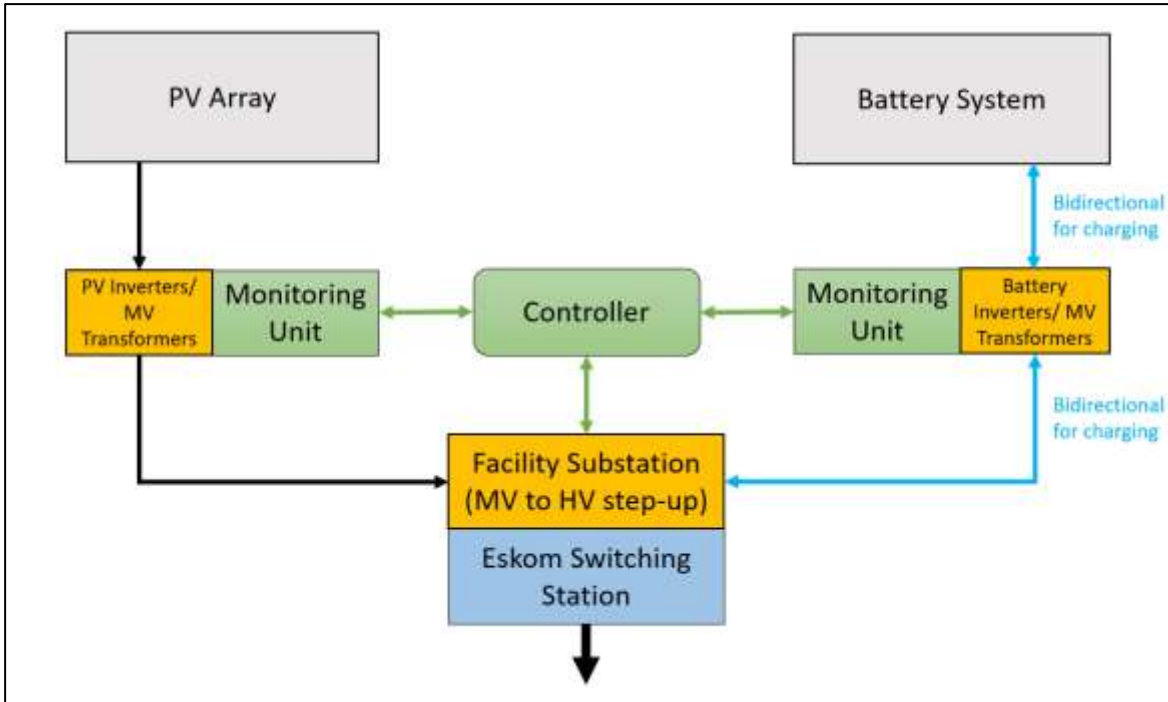 PV Array
Battery System
Bidirectional
for charging
PV Inverters/
MV
Transformers
Monitoring
Unit
Controller
Monitoring
Unit
Battery
Inverters/ MV
Transformers
Bidirectional
for charging
Facility Substation
(MV to HV step-up)
Eskom Switching
Station